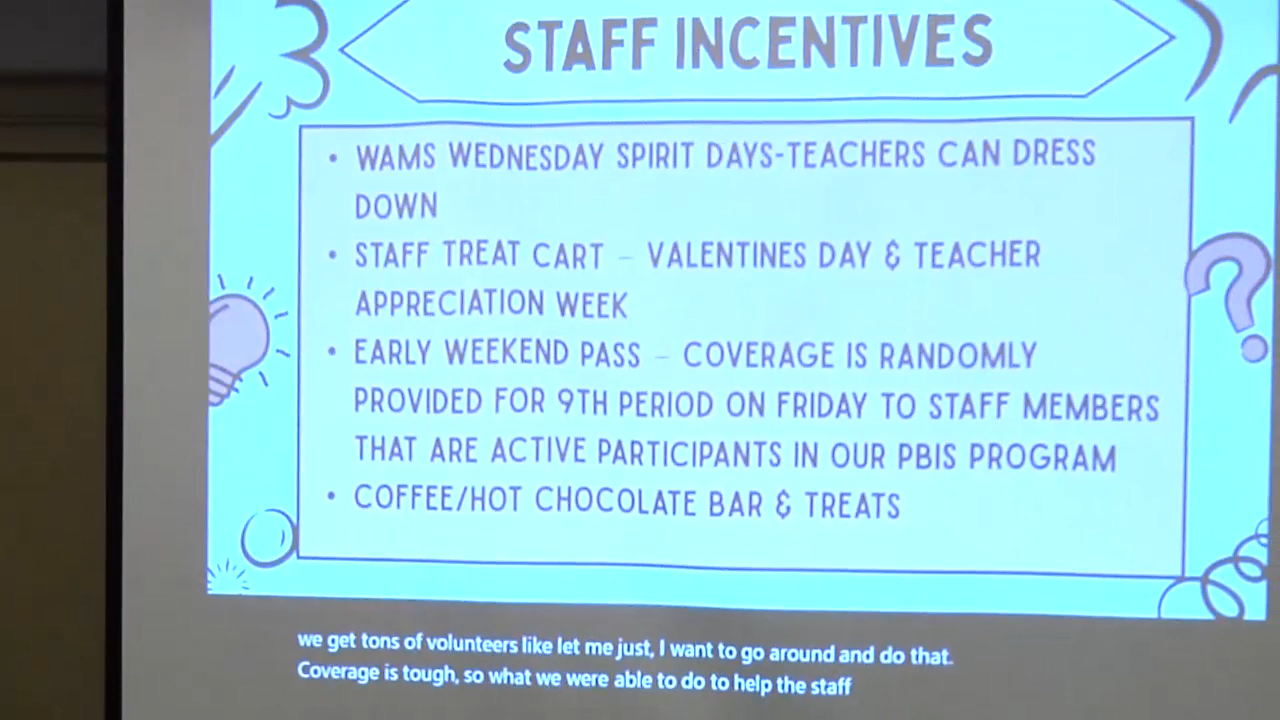 STAFF INCENTIVES
• WAMS WEDNESDAY SPIRIT DAYS-TEACHERS CAN DRESS
DOWN
• STAFF TREAT CART – VALENTINES DAY & TEACHER
APPRECIATION WEEK
• EARLY WEEKEND PASS – COVERAGE IS RANDOMLY
PROVIDED FOR 9TH PERIOD ON FRIDAY TO STAFF MEMBERS
THAT ARE ACTIVE PARTICIPANTS IN OUR PBIS PROGRAM
• COFFEE/HOT CHOCOLATE BAR & TREATS
?
we get tons of volunteers like let me just, I want to go around and do that.
Coverage is tough, so what we were able to do to help the staff